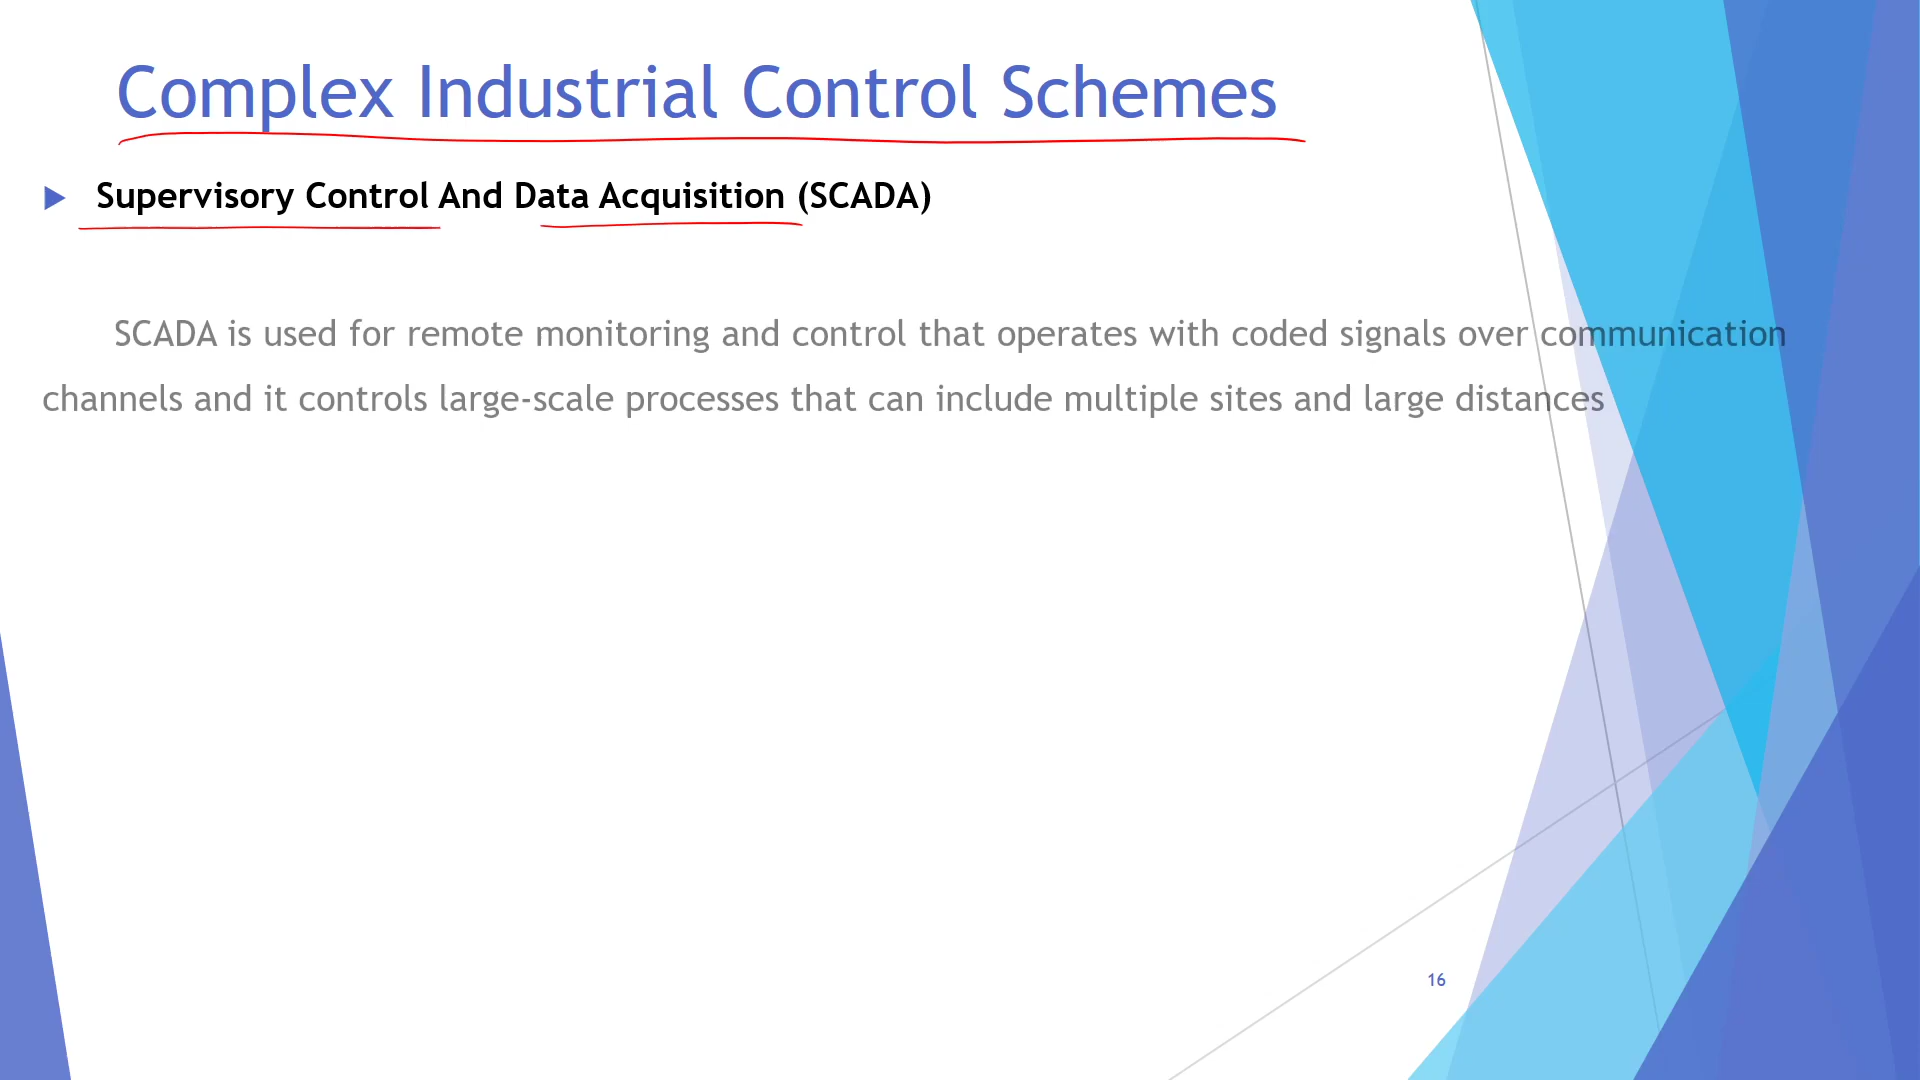 Complex Industrial Control Schemes
Supervisory Control And Data Acquisition (SCADA)
SCADA is used for remote monitoring and control that operates with coded signals over communication
channels and it controls large-scale processes that can include multiple sites and large distances
16